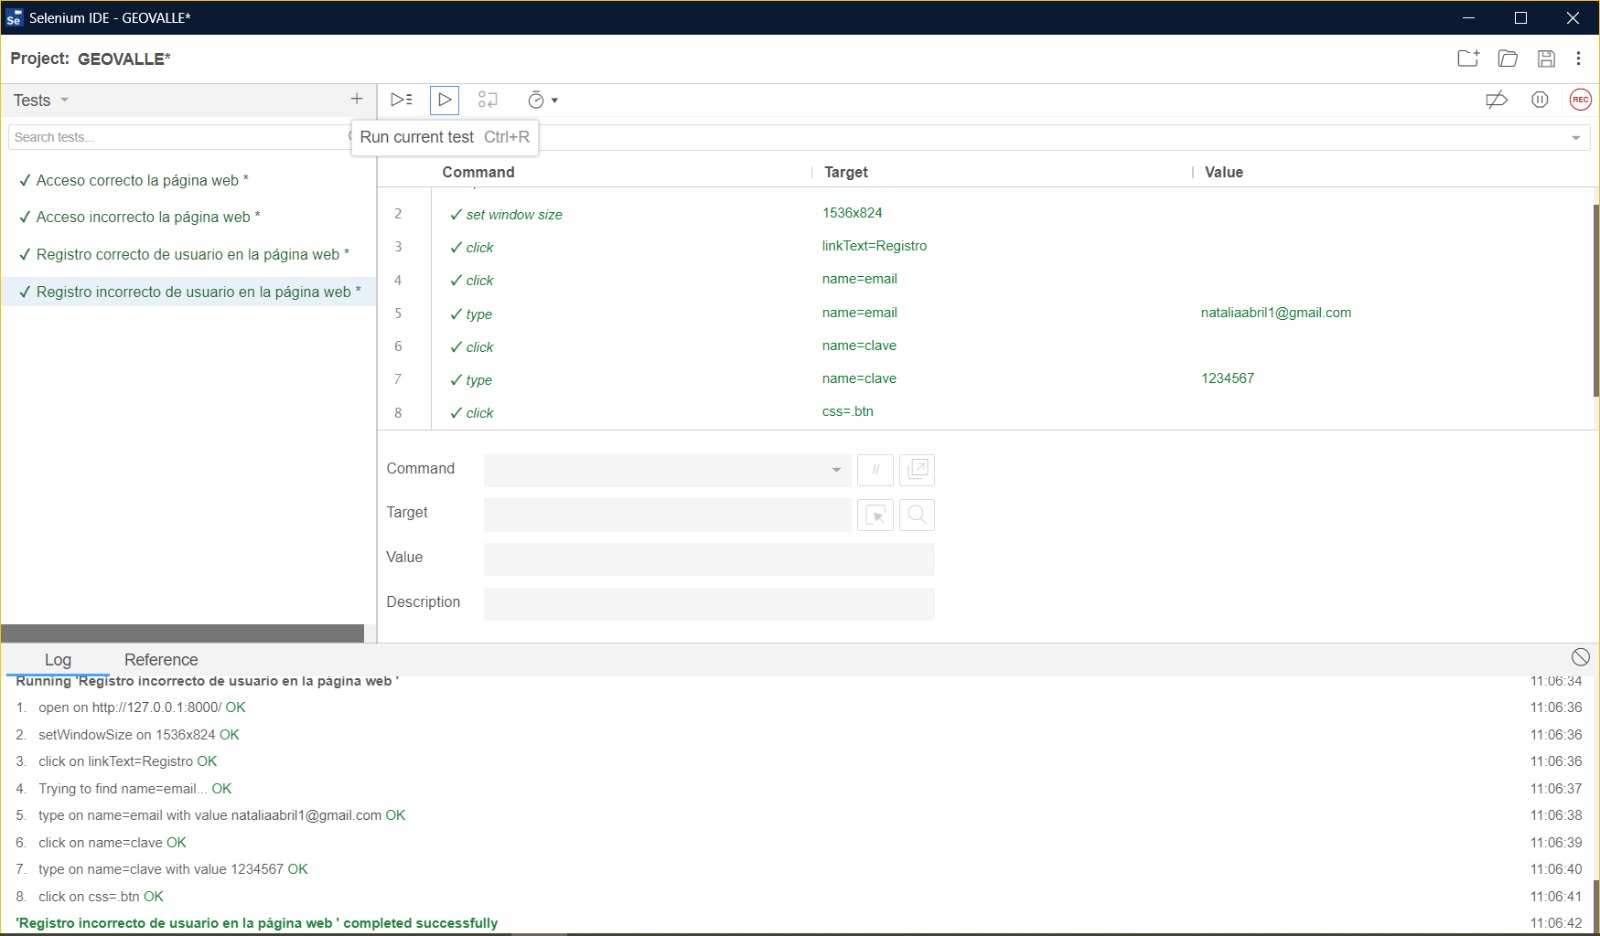 Selenium IDE - GEOVALLE*
Project: GEOVALLE*
Tests
Run current test Ctrl+R
REC
Search tests...
Command Target Value
Acceso correcto la página web *
Acceso incorrecto la página web *
Registro correcto de usuario en la página web *
Registro incorrecto de usuario en la página web *
2 ✓ set window size 1536x824
3 ✓ click linkText=Registro
4 ✓ click name=email
5 ✓ type name=email nataliaabril1@gmail.com
6 ✓ click name=clave
7 ✓ type name=clave 1234567
8 ✓ click css=.btn
Command //
Target
Value
Description
Log Reference
Running 'Registro incorrecto de usuario en la página web ' 11:06:34
1. open on http://127.0.0.1:8000/ OK 11:06:36
2. setWindowSize on 1536x824 OK 11:06:36
3. click on linkText=Registro OK 11:06:36
4. Trying to find name=email... OK 11:06:37
5. type on name=email with value nataliaabril1@gmail.com OK 11:06:38
6. click on name=clave OK 11:06:39
7. type on name=clave with value 1234567 OK 11:06:40
8. click on css=.btn OK 11:06:41
'Registro incorrecto de usuario en la página web ' completed successfully 11:06:42